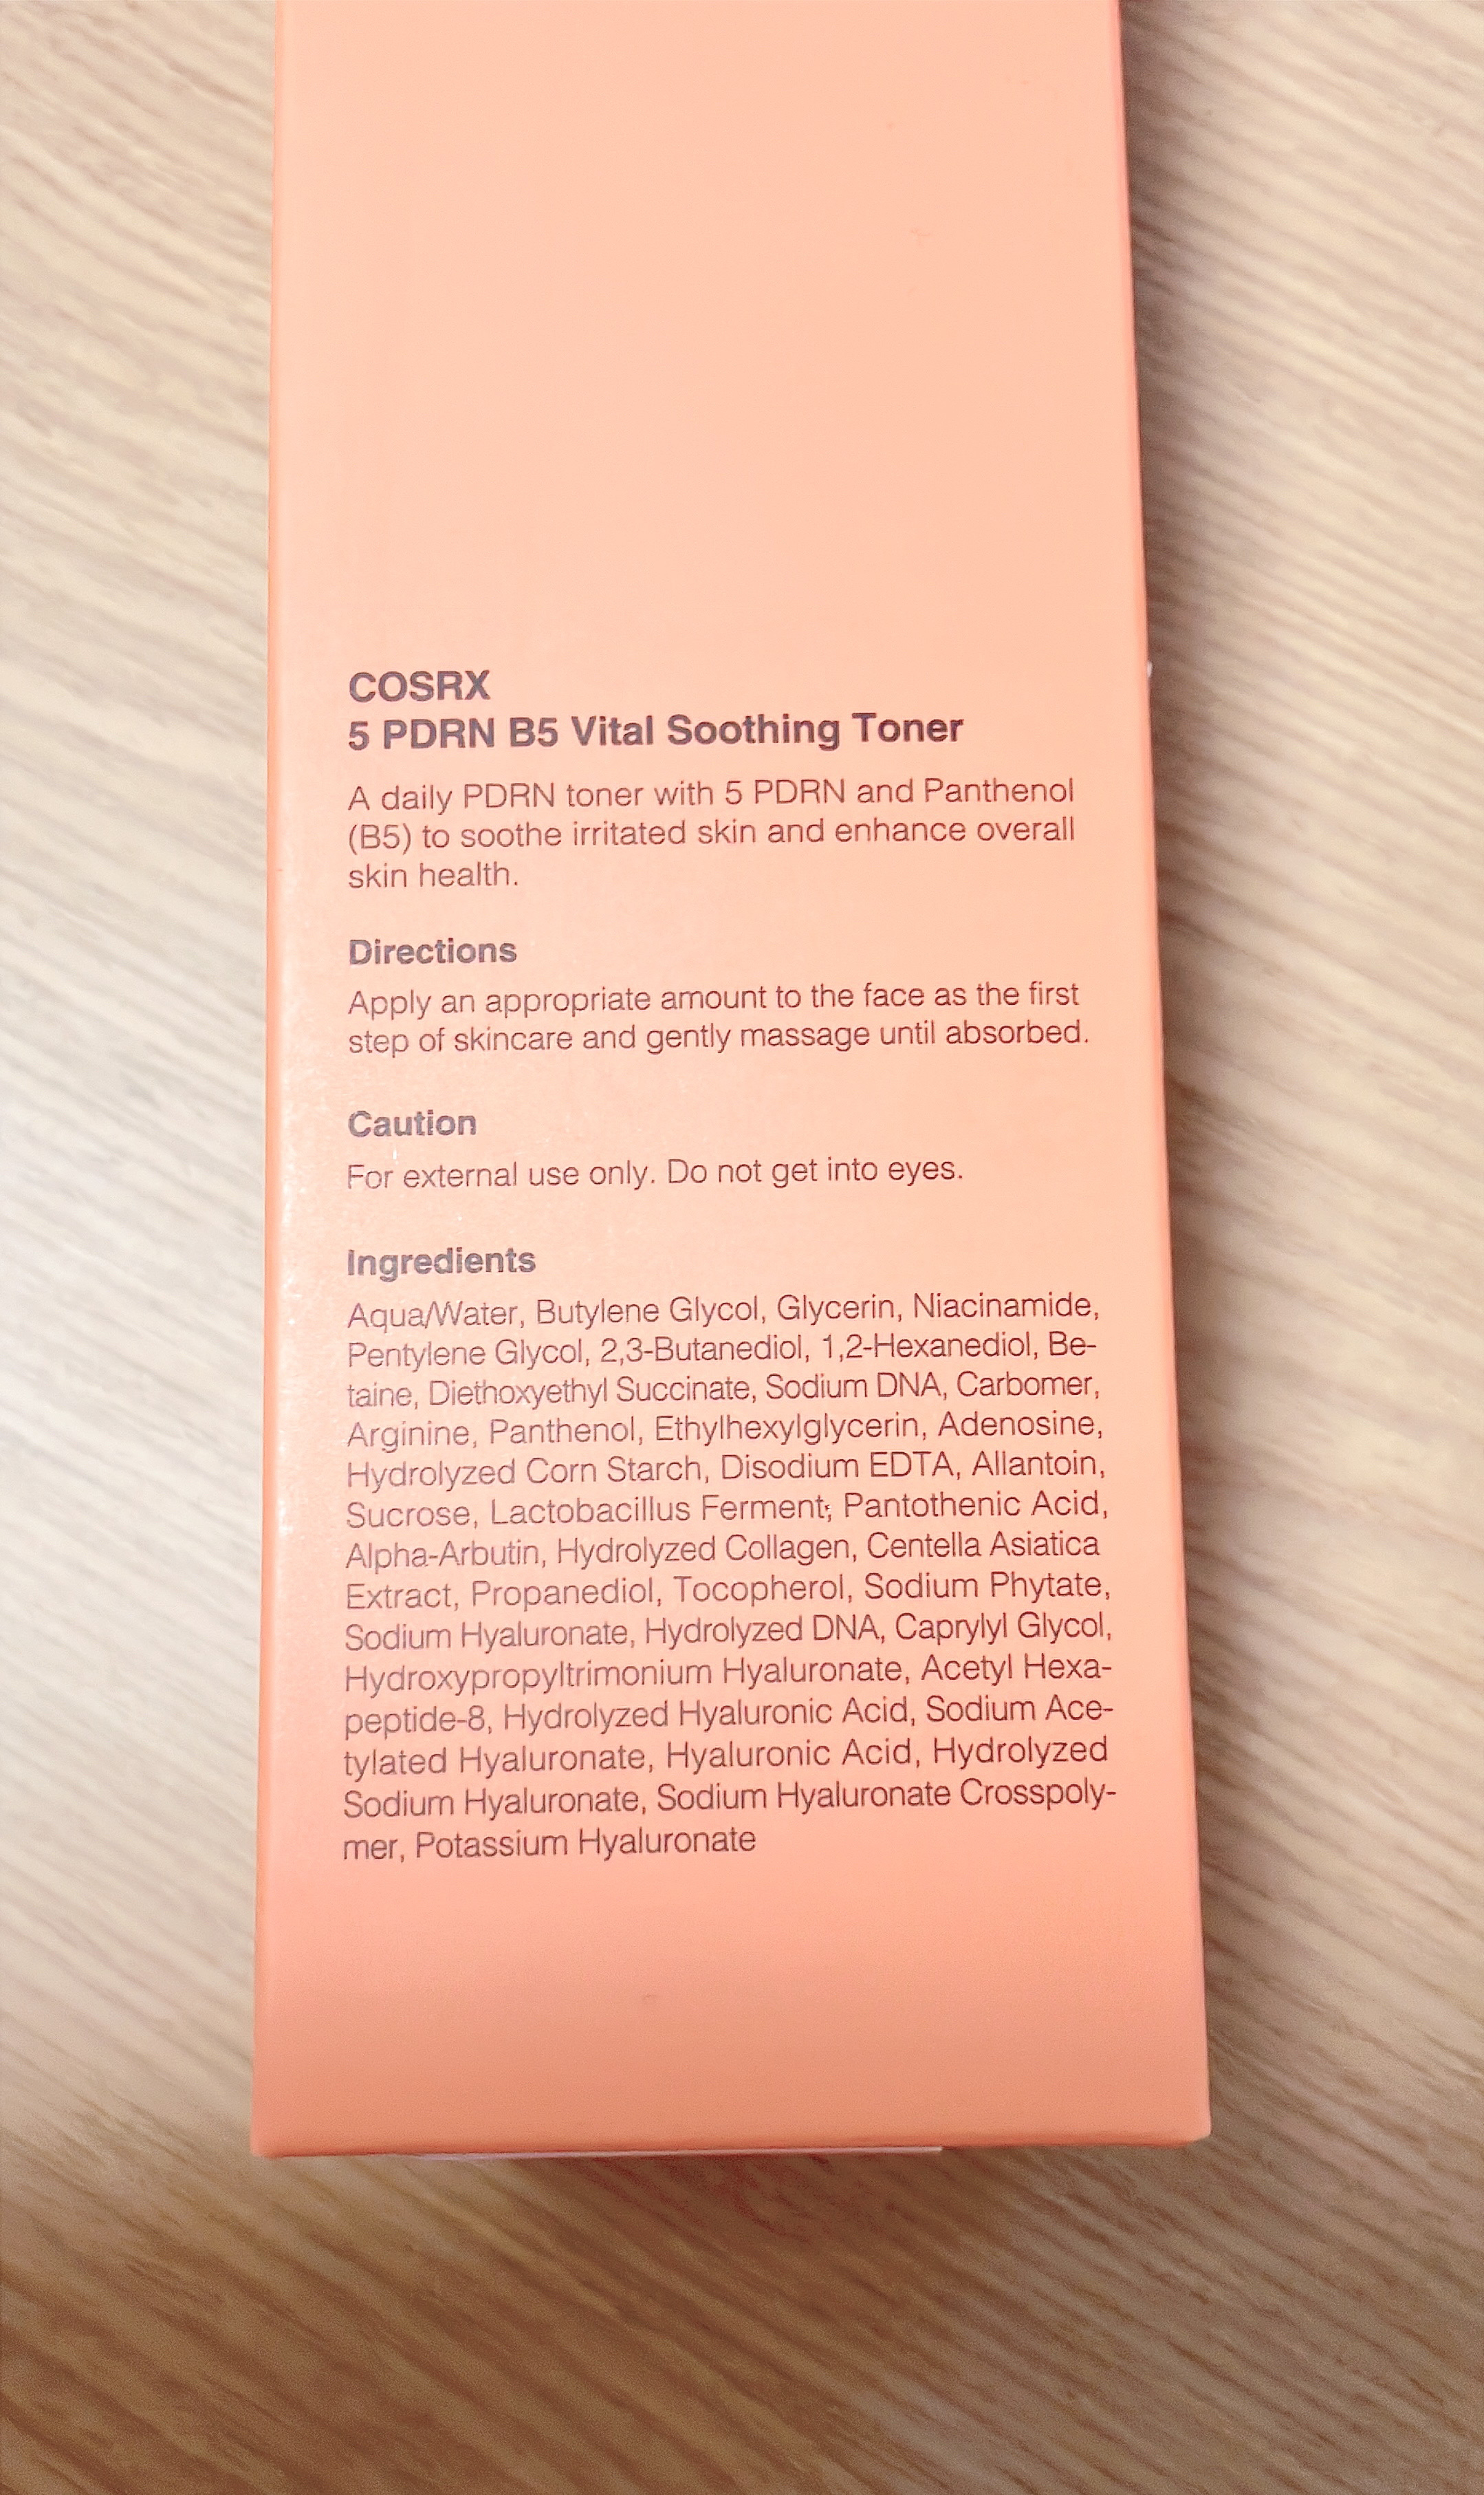 COSRX
5 PDRN B5 Vital Soothing Toner
A daily PDRN toner with 5 PDRN and Panthenol
(B5) to soothe irritated skin and enhance overall
skin health.
Directions
Apply an appropriate amount to the face as the first
step of skincare and gently massage until absorbed.
Caution
For external use only. Do not get into eyes.
Ingredients
Aqua/Water, Butylene Glycol, Glycerin, Niacinamide,
Pentylene Glycol, 2,3-Butanediol, 1,2-Hexanediol, Be-
taine, Diethoxyethyl Succinate, Sodium DNA, Carbomer,
Arginine, Panthenol, Ethylhexylglycerin, Adenosine,
Hydrolyzed Corn Starch, Disodium EDTA, Allantoin,
Sucrose, Lactobacillus Ferment, Pantothenic Acid,
Alpha-Arbutin, Hydrolyzed Collagen, Centella Asiatica
Extract, Propanediol, Tocopherol, Sodium Phytate,
Sodium Hyaluronate, Hydrolyzed DNA, Caprylyl Glycol,
Hydroxypropyltrimonium Hyaluronate, Acetyl Hexa-
peptide-8, Hydrolyzed Hyaluronic Acid, Sodium Ace-
tylated Hyaluronate, Hyaluronic Acid, Hydrolyzed
Sodium Hyaluronate, Sodium Hyaluronate Crosspoly-
mer, Potassium Hyaluronate